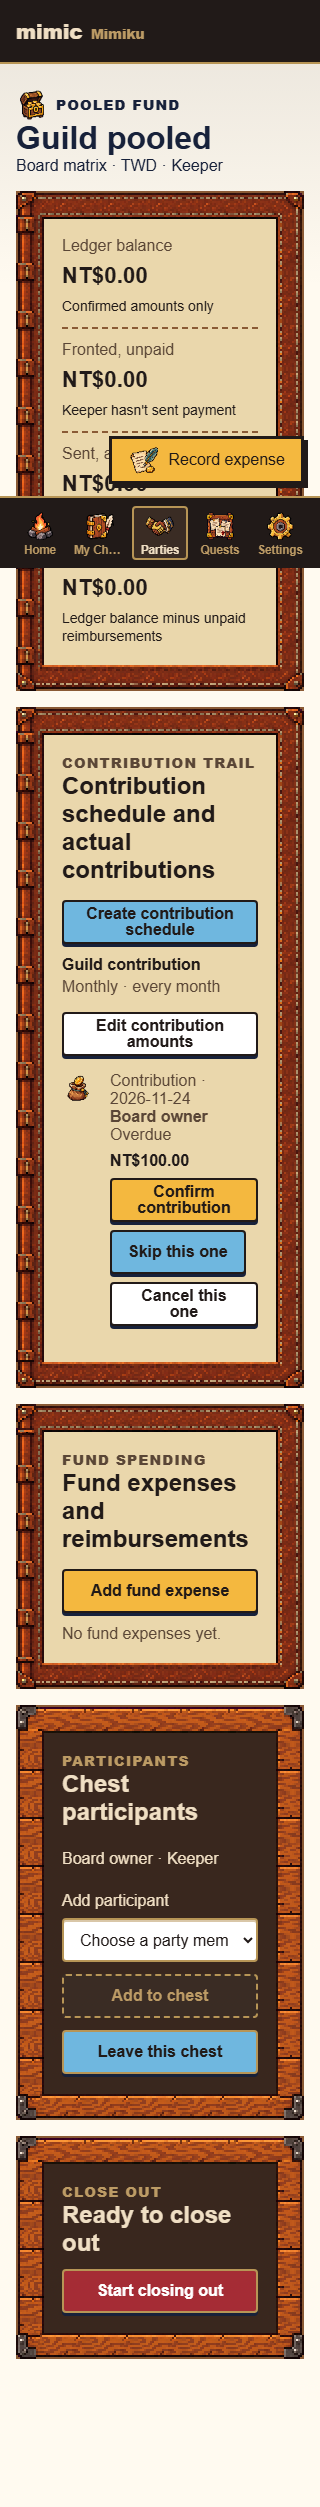 mimic Mimiku
POOLED FUND
Guild pooled
Board matrix · TWD · Keeper
Ledger balance
NT$0.00
Confirmed amounts only
Fronted, unpaid
NT$0.00
Keeper hasn't sent payment
Sent, a
Record expense
NT$0.00
Home
My Ch...
Parties
Quests
Settings
NT$0.00
Ledger balance minus unpaid
reimbursements
CONTRIBUTION TRAIL
Contribution
schedule and
actual
contributions
Create contribution
schedule
Guild contribution
Monthly · every month
Edit contribution
amounts
Contribution ·
2026-11-24
Board owner
Overdue
NT$100.00
Confirm
contribution
Skip this one
Cancel this
one
FUND SPENDING
Fund expenses
and
reimbursements
Add fund expense
No fund expenses yet.
PARTICIPANTS
Chest
participants
Board owner · Keeper
Add participant
Choose a party mem
Add to chest
Leave this chest
CLOSE OUT
Ready to close
out
Start closing out